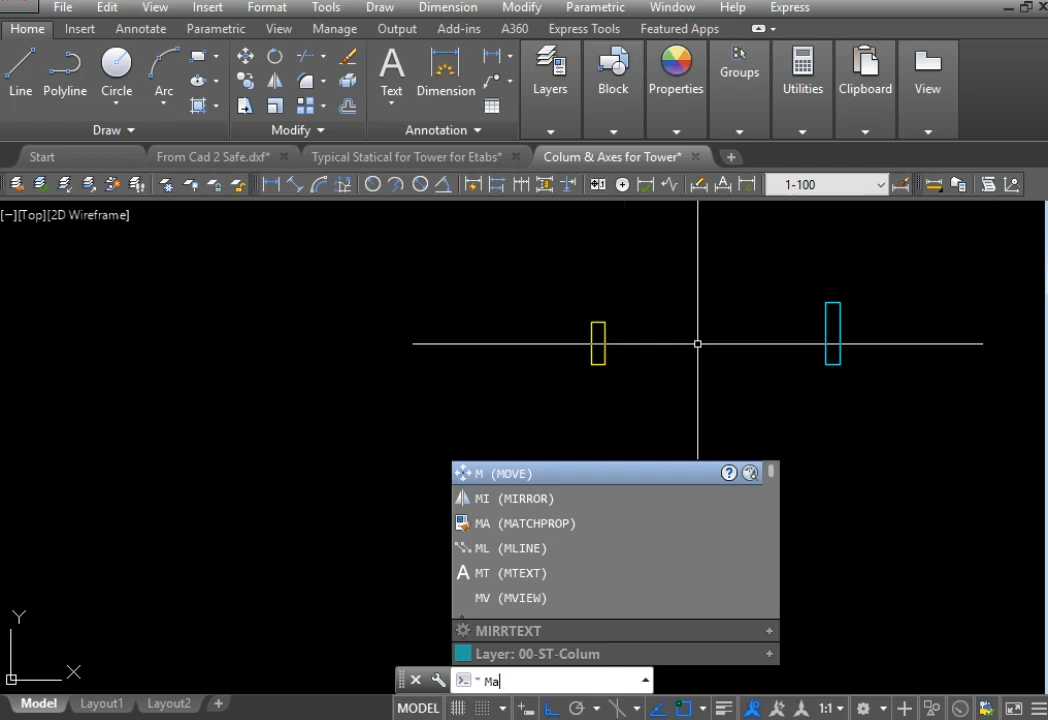 File Edit View Insert Format Tools Draw Dimension Modify Parametric Window Help Express
Home Insert Annotate Parametric View Manage Output Add-ins A360 Express Tools Featured Apps
Line Polyline Circle Arc Text Dimension Layers Block Properties Groups Utilities Clipboard View
Draw Modify Annotation
Start From Cad 2 Safe.dxf* Typical Statical for Tower for Etabs* Colum & Axes for Tower*
1-100
[−][Top][2D Wireframe]
M (MOVE)
MI (MIRROR)
MA (MATCHPROP)
ML (MLINE)
MT (MTEXT)
MV (MVIEW)
MIRRTEXT
Layer: 00-ST-Colum
Y
X
Ma
Model Layout1 Layout2 MODEL 1:1